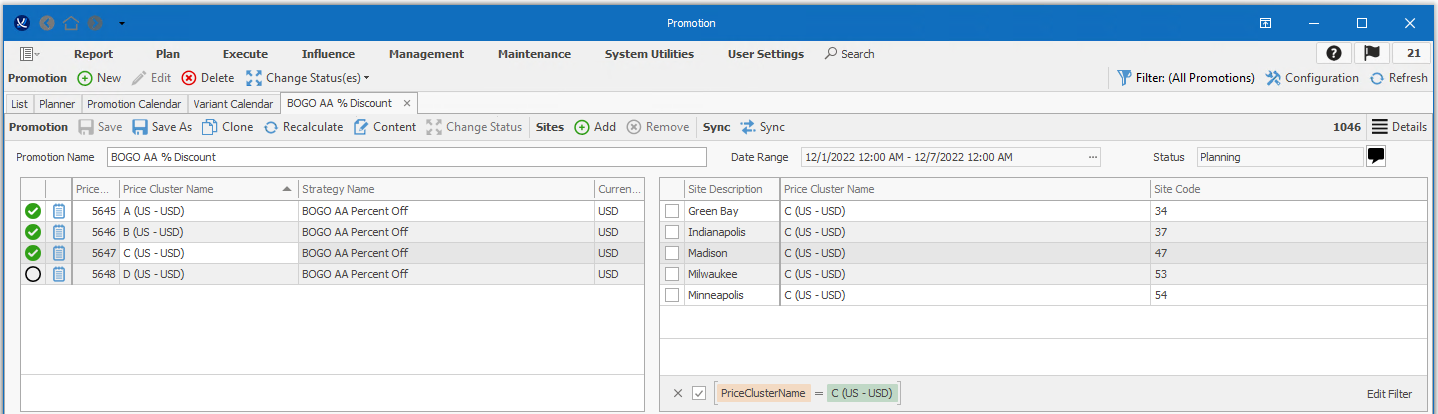 Promotion
Report Plan Execute Influence Management Maintenance System Utilities User Settings Search ? 21
Promotion New Edit Delete Change Status(es) Filter: (All Promotions) Configuration Refresh
List Planner Promotion Calendar Variant Calendar BOGO AA % Discount ×
Promotion Save Save As Clone Recalculate Content Change Status Sites Add Remove Sync Sync 1046 Details
Promotion Name BOGO AA % Discount Date Range 12/1/2022 12:00 AM - 12/7/2022 12:00 AM ... Status Planning
Price... Price Cluster Name Strategy Name Curren... Site Description Price Cluster Name Site Code
5645 A (US - USD) BOGO AA Percent Off USD Green Bay C (US - USD) 34
5646 B (US - USD) BOGO AA Percent Off USD Indianapolis C (US - USD) 37
5647 C (US - USD) BOGO AA Percent Off USD Madison C (US - USD) 47
5648 D (US - USD) BOGO AA Percent Off USD Milwaukee C (US - USD) 53
Minneapolis C (US - USD) 54
× PriceClusterName = C (US - USD) Edit Filter